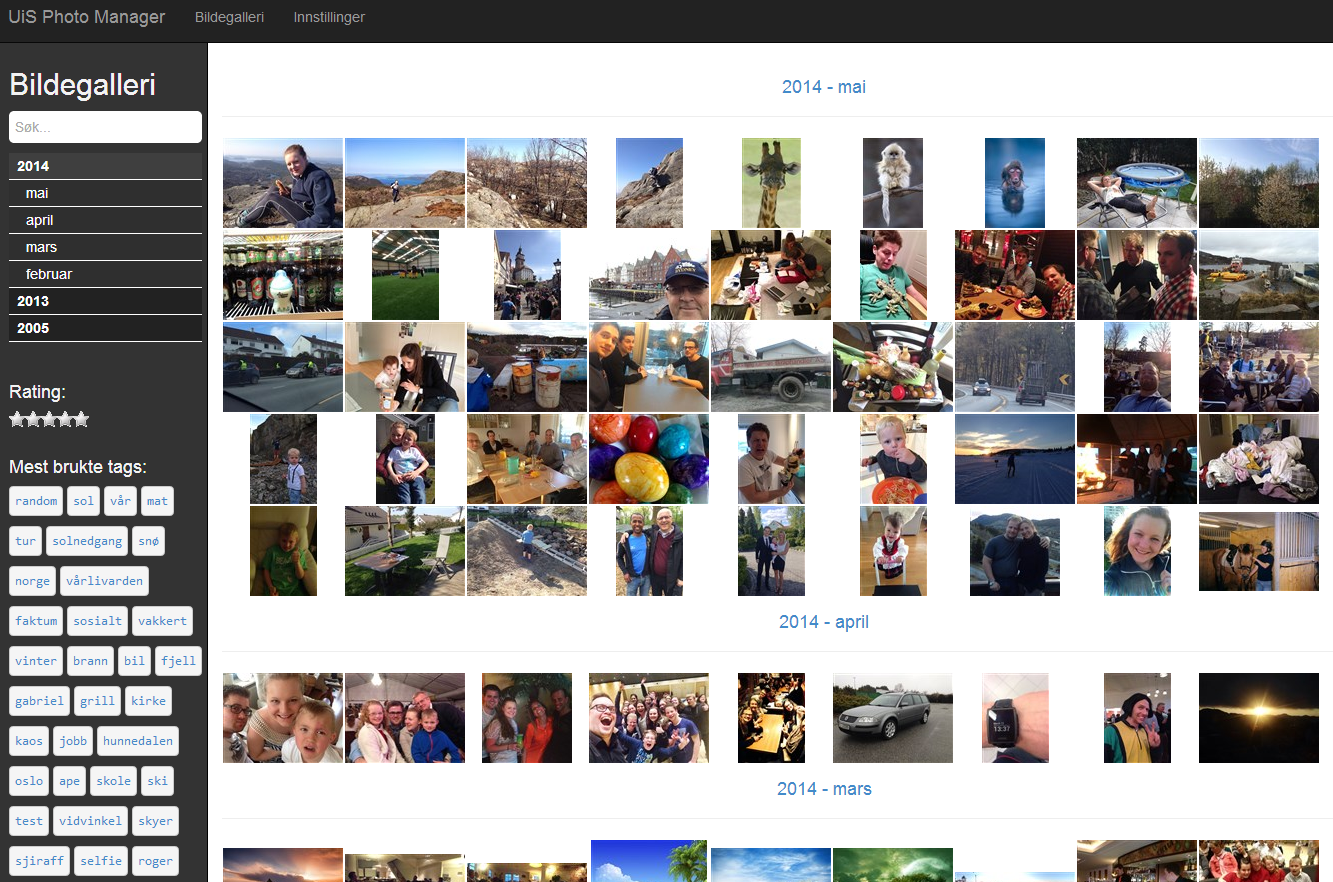 UiS Photo Manager Bildegalleri Innstillinger
Bildegalleri
Søk...
2014
mai
april
mars
februar
2013
2005
Rating:
Mest brukte tags:
random sol vår mat
tur solnedgang snø
norge vårlivarden
faktum sosialt vakkert
vinter brann bil fjell
gabriel grill kirke
kaos jobb hunnedalen
oslo ape skole ski
test vidvinkel skyer
sjiraff selfie roger
2014 - mai
2014 - april
13:37
2014 - mars